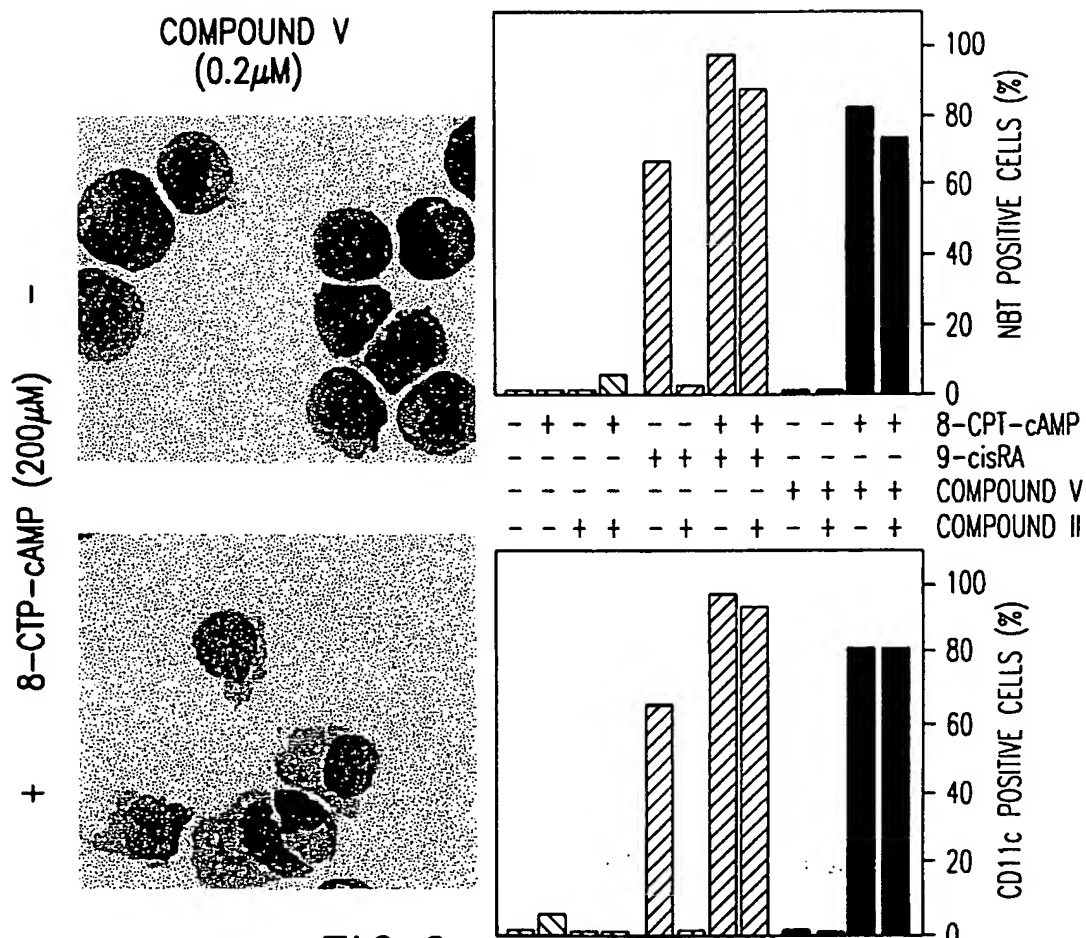 COMPOUND V
(0.2μM)
8-CTP-cAMP (200μM)
−
+
100
80
60
40
20
0
NBT POSITIVE CELLS (%)
− + − + − − + + − − + + 8-CPT-cAMP
− − − − + + + + − − − − 9-cisRA
− − − − − − − − + + + + COMPOUND V
− − + + − + − + − + − + COMPOUND II
100
80
60
40
20
0
CD11c POSITIVE CELLS (%)